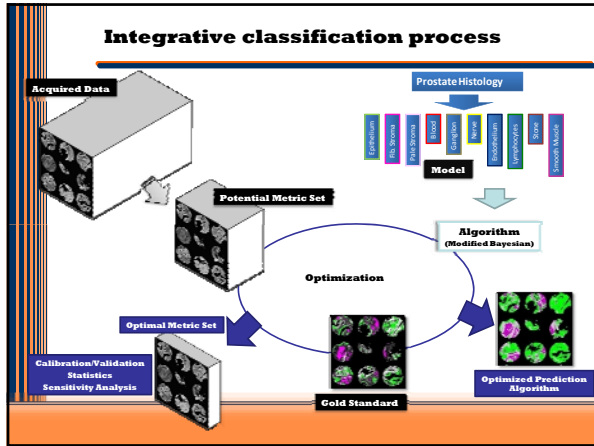 Integrative classification process
Acquired Data
Prostate Histology
Epithelium
Fib Stroma
Pale Stroma
Blood
Ganglion
Nerve
Endothelium
Lymphocytes
Stone
Smooth Muscle
Model
Potential Metric Set
Algorithm
(Modified Bayesian)
Optimization
Optimal Metric Set
Calibration/Validation
Statistics
Sensitivity Analysis
Gold Standard
Optimized Prediction
Algorithm